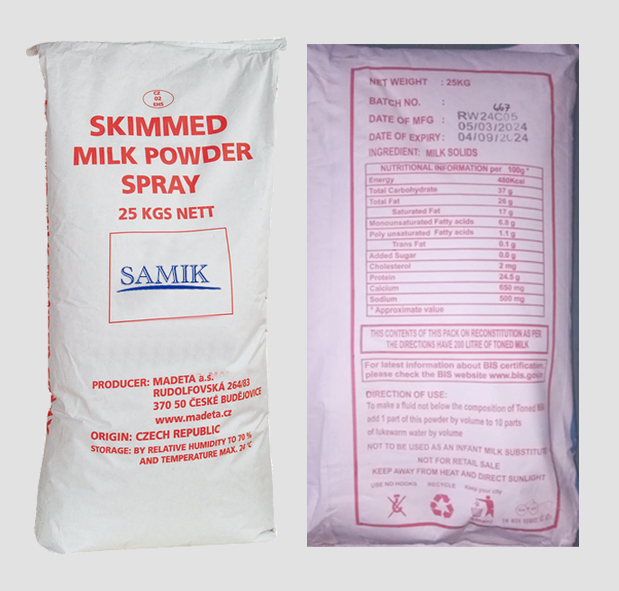 CZ
02
EHS
SKIMMED
MILK POWDER
SPRAY
25 KGS NETT
SAMIK
PRODUCER: MADETA a.s.
RUDOLFOVSKÁ 264/83
370 50 ČESKÉ BUDĚJOVICE
www.madeta.cz
ORIGIN: CZECH REPUBLIC
STORAGE: BY RELATIVE HUMIDITY TO 70 %
AND TEMPERATURE MAX. 24 °C
NET WEIGHT : 25KG
BATCH NO. : 667
RW24C05
DATE OF MFG : 05/03/2024
DATE OF EXPIRY: 04/09/2024
INGREDIENT: MILK SOLIDS
NUTRITIONAL INFORMATION per 100g *
Energy 480Kcal
Total Carbohydrate 37 g
Total Fat 26 g
Saturated Fat 17 g
Monounsaturated Fatty acids 6.8 g
Poly unsaturated Fatty acids 1.1 g
Trans Fat 0.1 g
Added Sugar 0.0 g
Cholesterol 2 mg
Protein 24.5 g
Calcium 650 mg
Sodium 500 mg
* Approximate value
THIS CONTENTS OF THIS PACK ON RECONSTITUTION AS PER
THE DIRECTIONS HAVE 200 LITRE OF TONED MILK
For latest information about BIS certification
please check the BIS website www.bis.gov.in
DIRECTION OF USE:
To make a fluid not below the composition of Toned Milk
add 1 part of this powder by volume to 10 parts
of lukewarm water by volume
NOT TO BE USED AS AN INFANT MILK SUBSTITUTE
NOT FOR RETAIL SALE
KEEP AWAY FROM HEAT AND DIRECT SUNLIGHT
USE NO HOOKS RECYCLE Keep your city